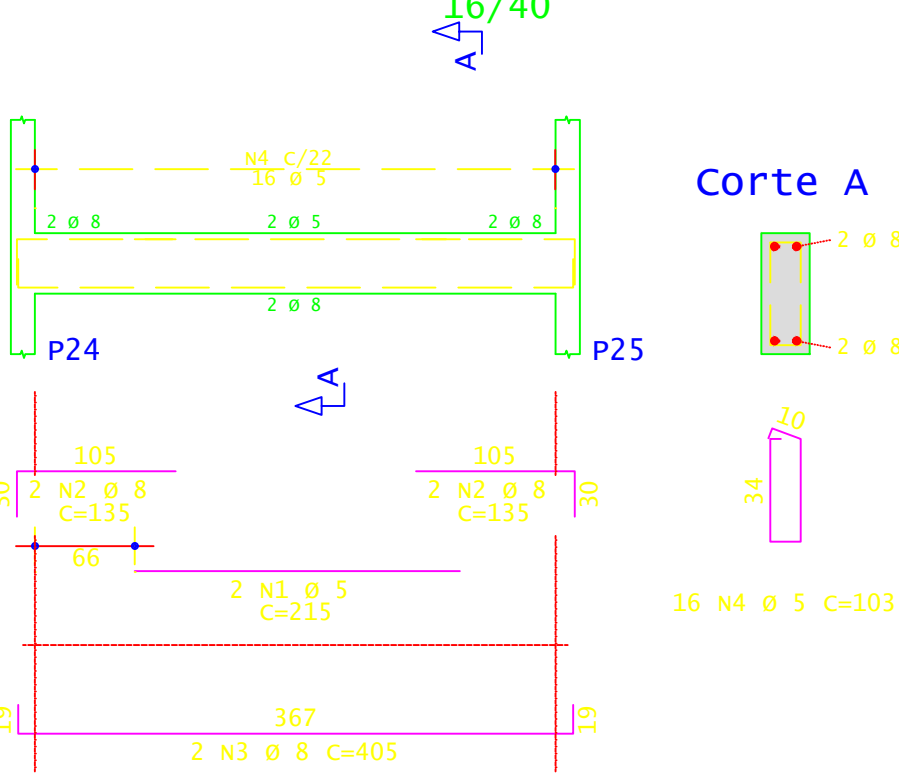 16/40
A
N4 C/22
16 Ø 5
Corte A
2 Ø 8
2 Ø 5
2 Ø 8
2 Ø 8
2 Ø 8
2 Ø 8
P24
P25
A
10
105
105
30
2 N2 Ø 8
2 N2 Ø 8
30
34
C=135
C=135
66
2 N1 Ø 5
C=215
16 N4 Ø 5 C=103
19
367
19
2 N3 Ø 8 C=405